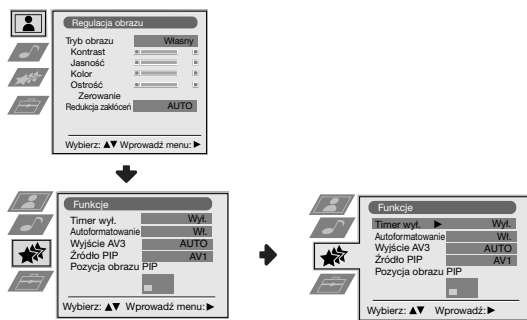 Regulacja obrazu
Tryb obrazu Własny
Kontrast
Jasność
Kolor
Ostrość
Zerowanie
Redukcja zakłóceń AUTO
Wybierz: ▲▼ Wprowadź menu: ►
Funkcje
Timer wył. Wył.
Autoformatowanie Wł.
Wyjście AV3 AUTO
Źródło PIP AV1
Pozycja obrazu PIP
Wybierz: ▲▼ Wprowadź menu: ►
Funkcje
Timer wył. ► Wył.
Autoformatowanie Wł.
Wyjście AV3 AUTO
Źródło PIP AV1
Pozycja obrazu PIP
Wybierz: ▲▼ Wprowadź: ►